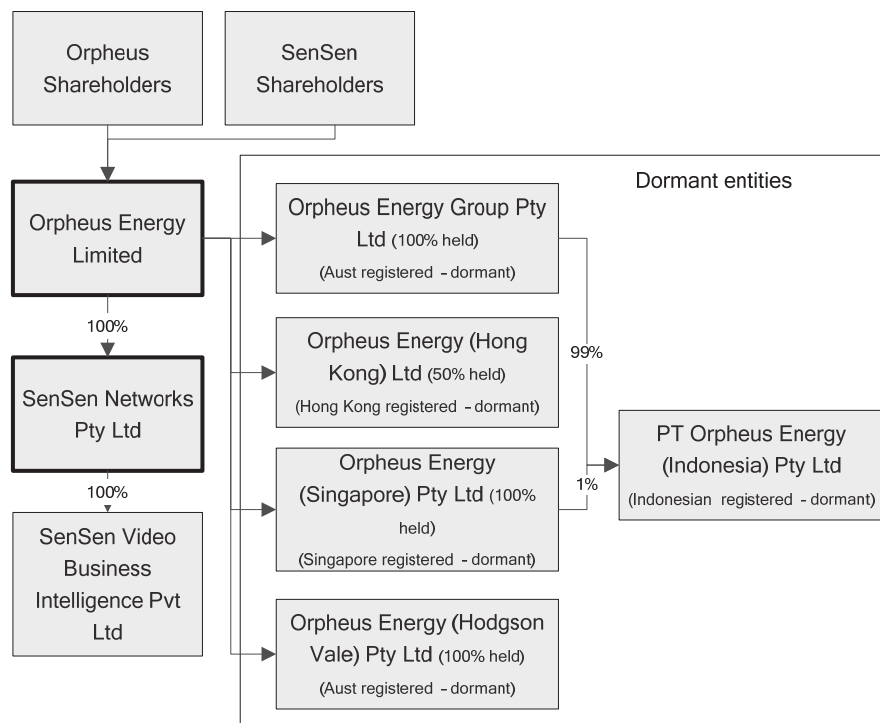 Orpheus
Shareholders
SenSen
Shareholders
Dormant entities
Orpheus Energy
Limited
100%
SenSen Networks
Pty Ltd
100%
SenSen Video
Business
Intelligence Pvt
Ltd
Orpheus Energy Group Pty
Ltd (100% held)
(Aust registered - dormant)
Orpheus Energy (Hong
Kong) Ltd (50% held)
(Hong Kong registered - dormant)
Orpheus Energy
(Singapore) Pty Ltd (100%
held)
(Singapore registered - dormant)
Orpheus Energy (Hodgson
Vale) Pty Ltd (100% held)
(Aust registered - dormant)
99%
1%
PT Orpheus Energy
(Indonesia) Pty Ltd
(Indonesian registered - dormant)